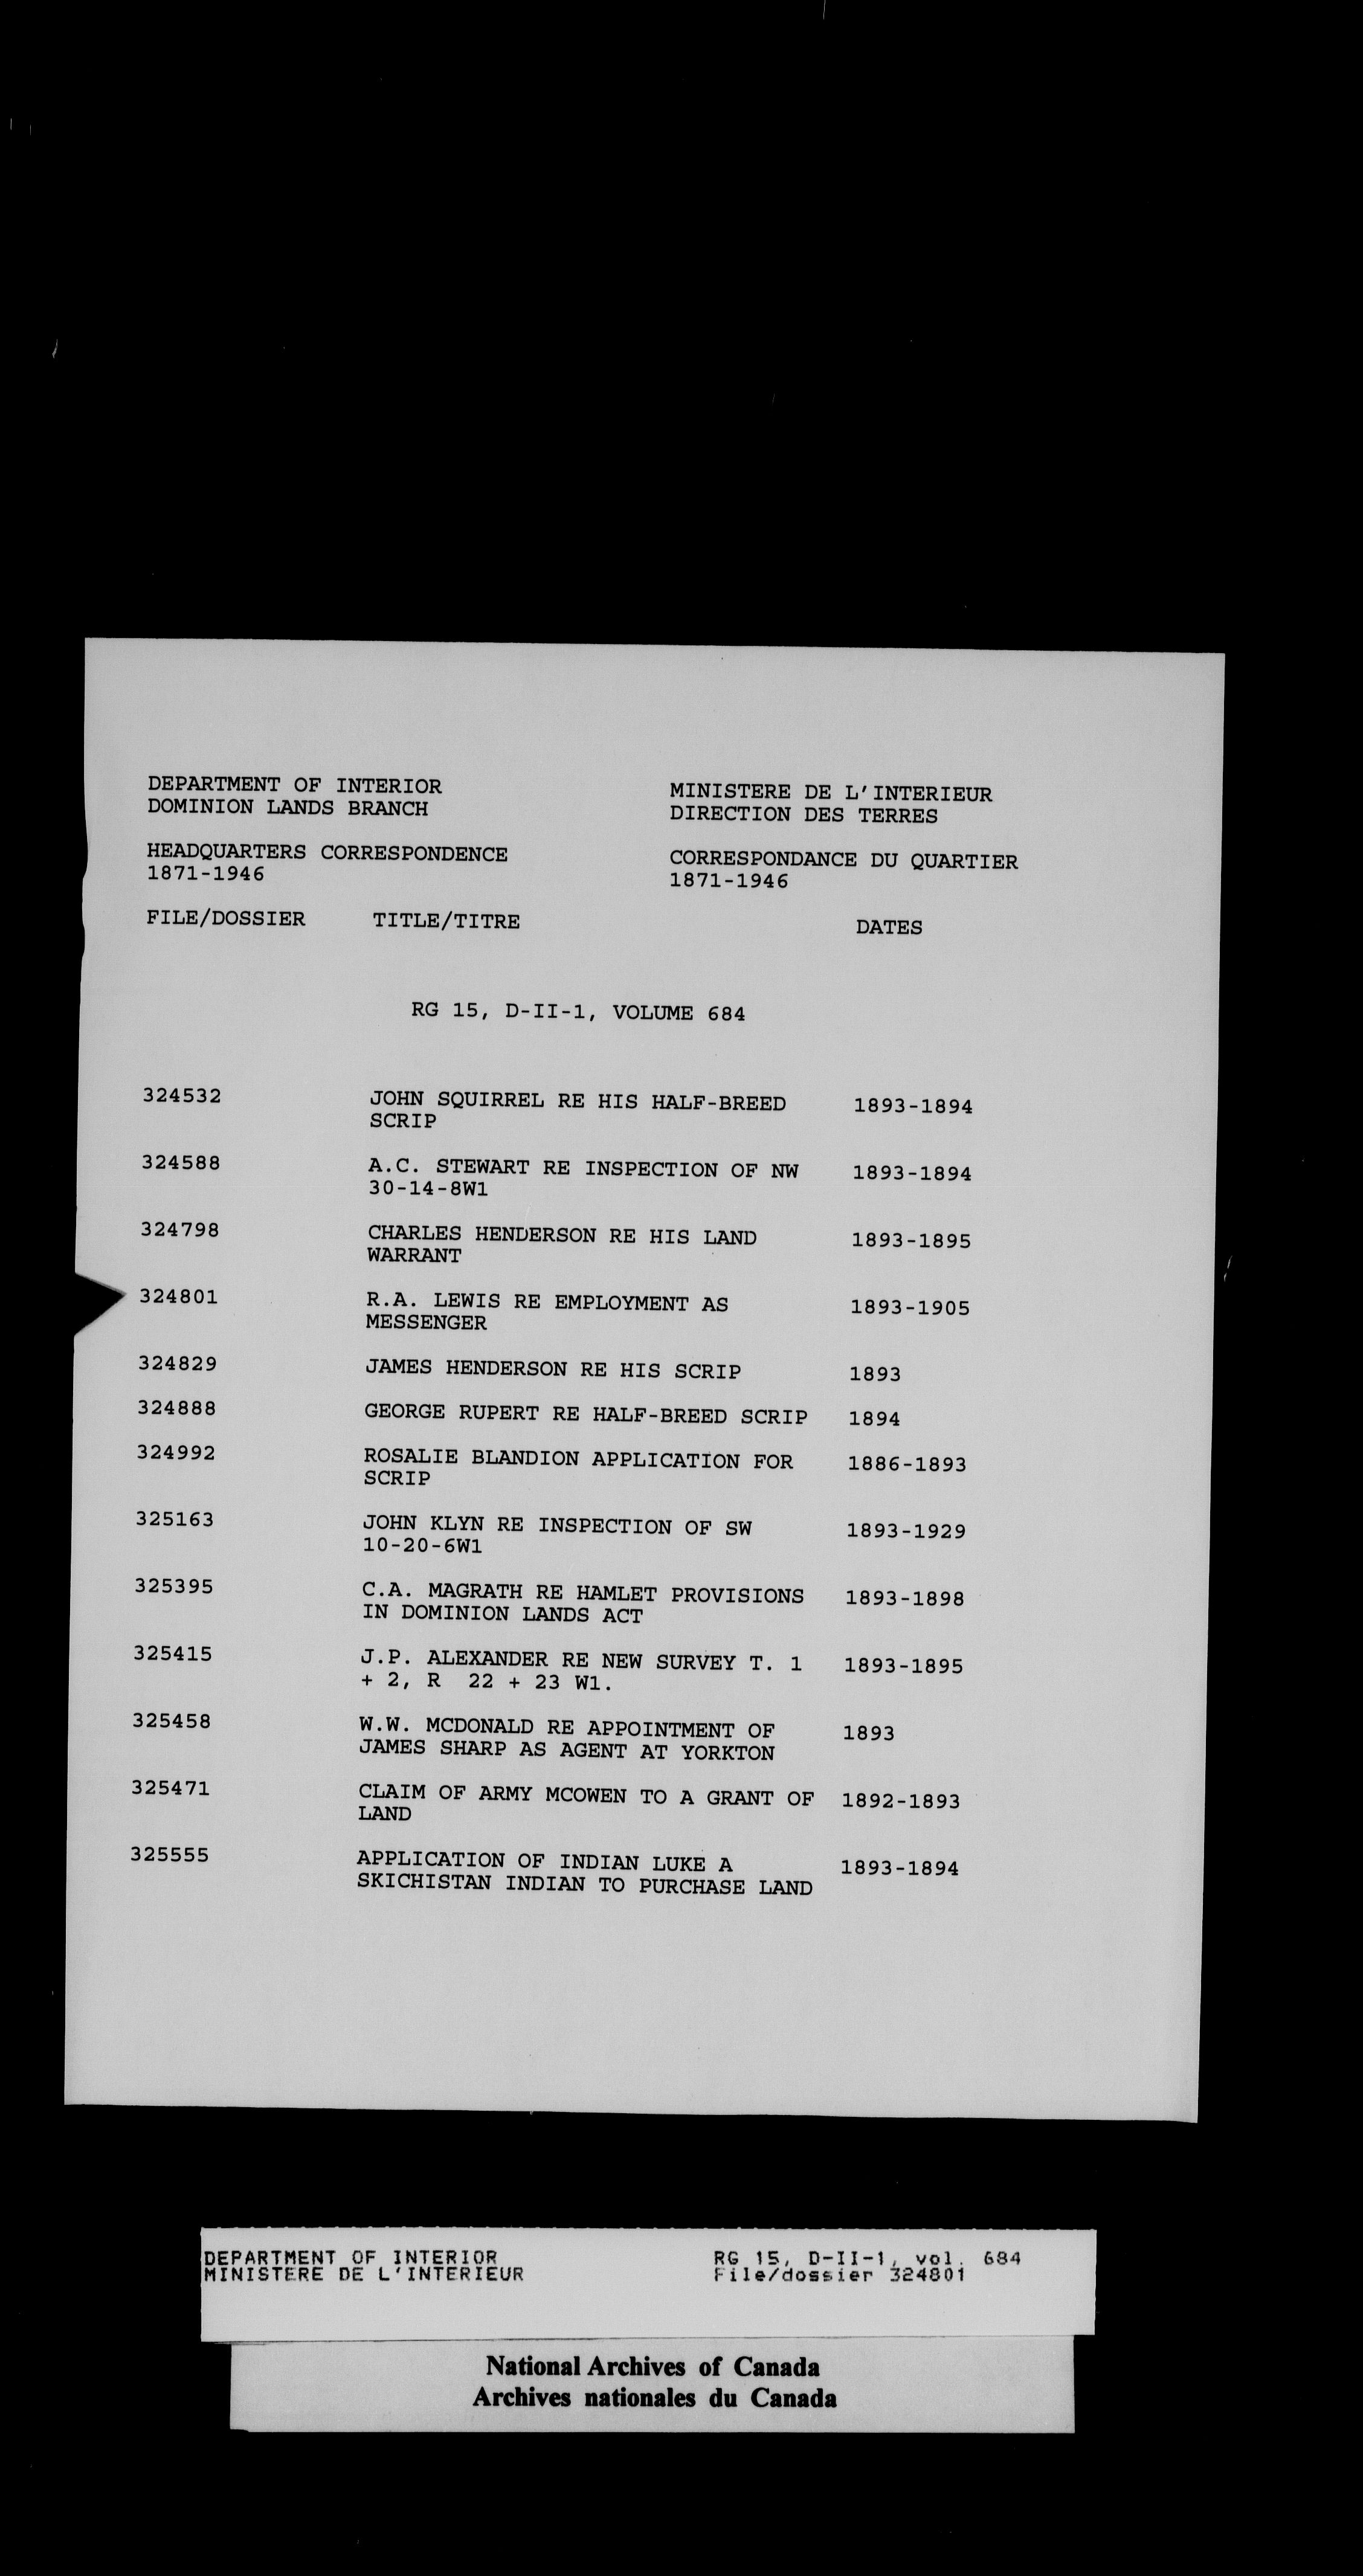 DEPARTMENT OF INTERIOR MINISTERE DE L'INTERIEUR
DOMINION LANDS BRANCH DIRECTION DES TERRES
HEADQUARTERS CORRESPONDENCE CORRESPONDANCE DU QUARTIER
1871-1946 1871-1946
FILE/DOSSIER TITLE/TITRE DATES
RG 15, D-II-1, VOLUME 684
324532 JOHN SQUIRREL RE HIS HALF-BREED 1893-1894
SCRIP
324588 A.C. STEWART RE INSPECTION OF NW 1893-1894
30-14-8W1
324798 CHARLES HENDERSON RE HIS LAND 1893-1895
WARRANT
324801 R.A. LEWIS RE EMPLOYMENT AS 1893-1905
MESSENGER
324829 JAMES HENDERSON RE HIS SCRIP 1893
324888 GEORGE RUPERT RE HALF-BREED SCRIP 1894
324992 ROSALIE BLANDION APPLICATION FOR 1886-1893
SCRIP
325163 JOHN KLYN RE INSPECTION OF SW 1893-1929
10-20-6W1
325395 C.A. MAGRATH RE HAMLET PROVISIONS 1893-1898
IN DOMINION LANDS ACT
325415 J.P. ALEXANDER RE NEW SURVEY T. 1 1893-1895
+ 2, R 22 + 23 W1.
325458 W.W. MCDONALD RE APPOINTMENT OF 1893
JAMES SHARP AS AGENT AT YORKTON
325471 CLAIM OF ARMY MCOWEN TO A GRANT OF 1892-1893
LAND
325555 APPLICATION OF INDIAN LUKE A 1893-1894
SKICHISTAN INDIAN TO PURCHASE LAND
DEPARTMENT OF INTERIOR RG 15, D-II-1, vol. 684
MINISTERE DE L'INTERIEUR File/dossier 324801
National Archives of Canada
Archives nationales du Canada